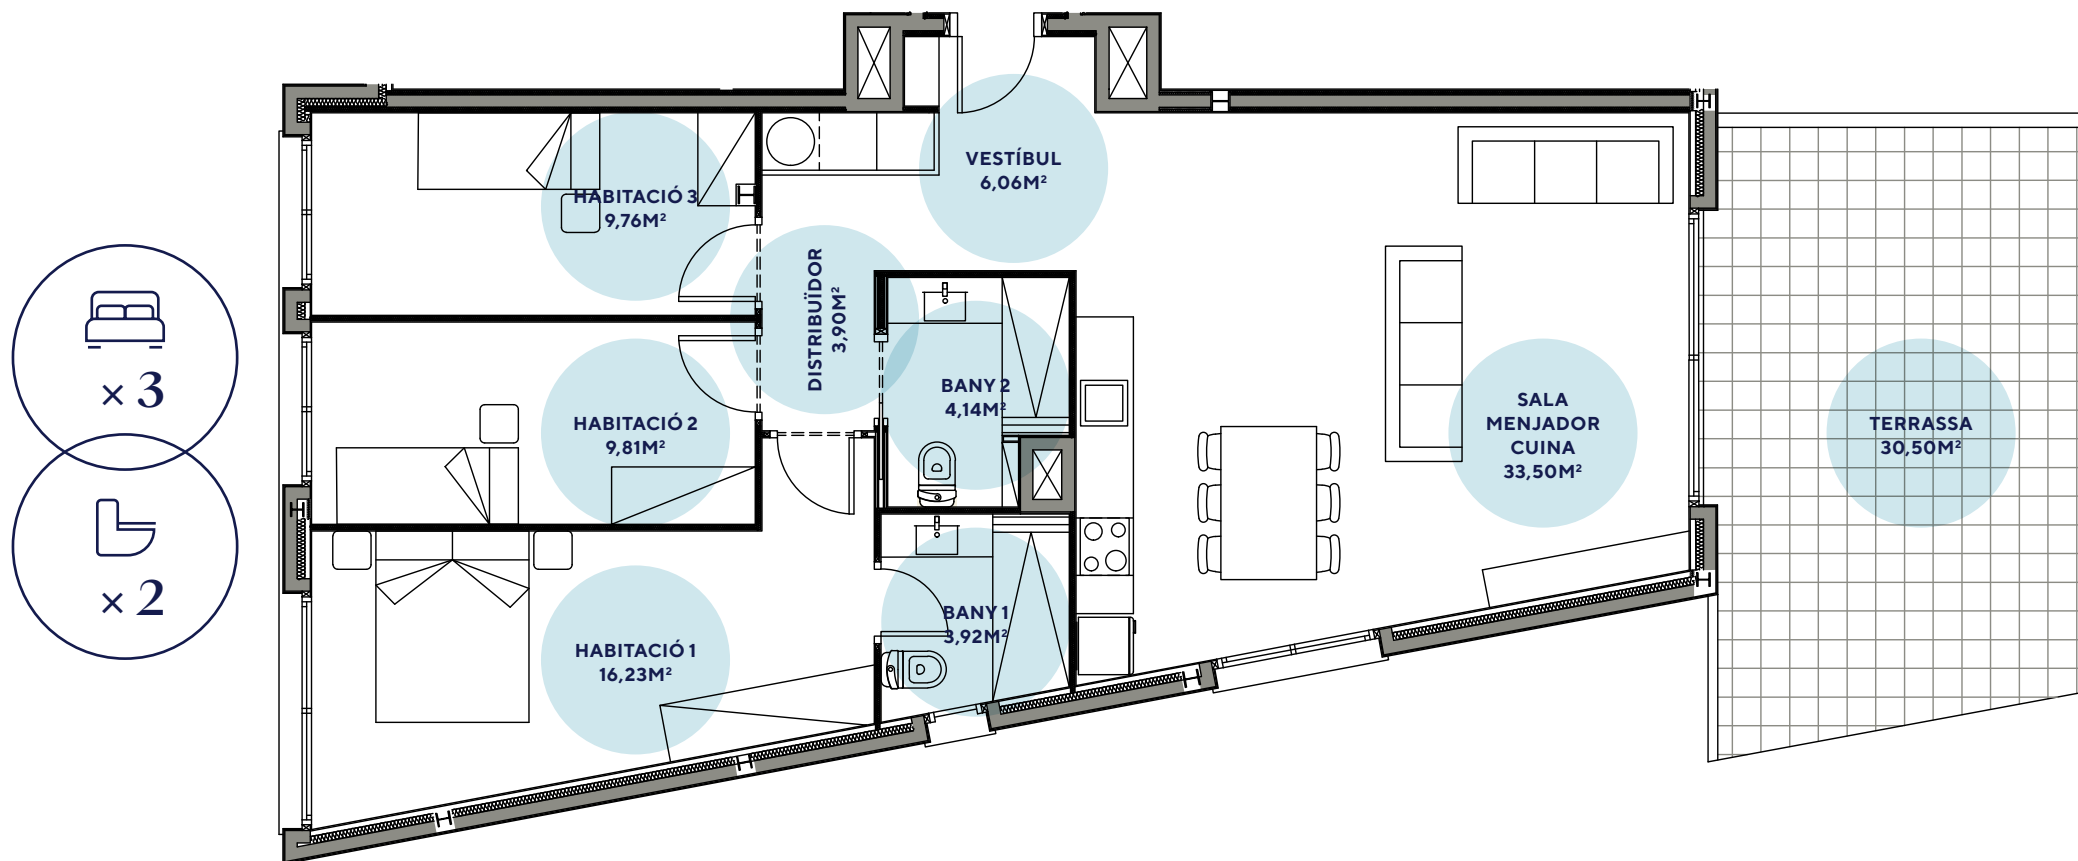 VESTÍBUL
6,06M²
HABITACIÓ 3
9,76M²
DISTRIBUÏDOR
3,90M²
× 3
HABITACIÓ 2
9,81M²
BANY 2
4,14M²
SALA
MENJADOR
CUINA
33,50M²
TERRASSA
30,50M²
× 2
HABITACIÓ 1
16,23M²
BANY 1
3,92M²